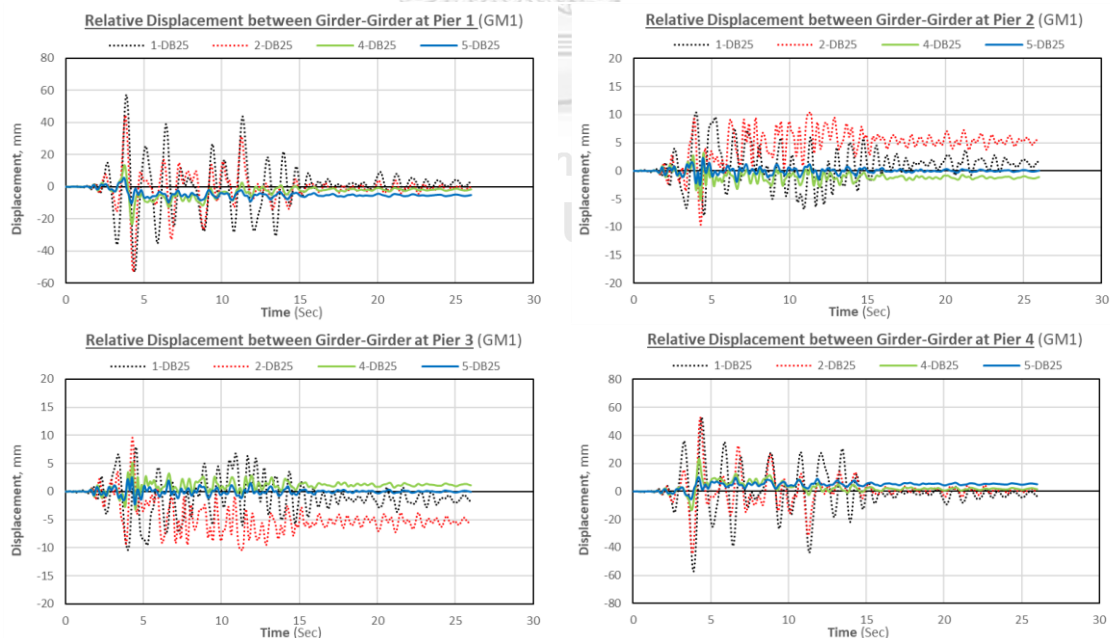 Relative Displacement between Girder-Girder at Pier 1 (GM1)
1-DB25 2-DB25 4-DB25 5-DB25
Displacement, mm
80
60
40
20
0
-20
-40
-60
0 5 10 15 20 25 30
Time (Sec)
Relative Displacement between Girder-Girder at Pier 2 (GM1)
1-DB25 2-DB25 4-DB25 5-DB25
Displacement, mm
20
15
10
5
0
-5
-10
-15
-20
0 5 10 15 20 25 30
Time (Sec)
Relative Displacement between Girder-Girder at Pier 3 (GM1)
1-DB25 2-DB25 4-DB25 5-DB25
Displacement, mm
20
15
10
5
0
-5
-10
-15
-20
0 5 10 15 20 25 30
Time (Sec)
Relative Displacement between Girder-Girder at Pier 4 (GM1)
1-DB25 2-DB25 4-DB25 5-DB25
Displacement, mm
80
60
40
20
0
-20
-40
-60
-80
0 5 10 15 20 25 30
Time (Sec)